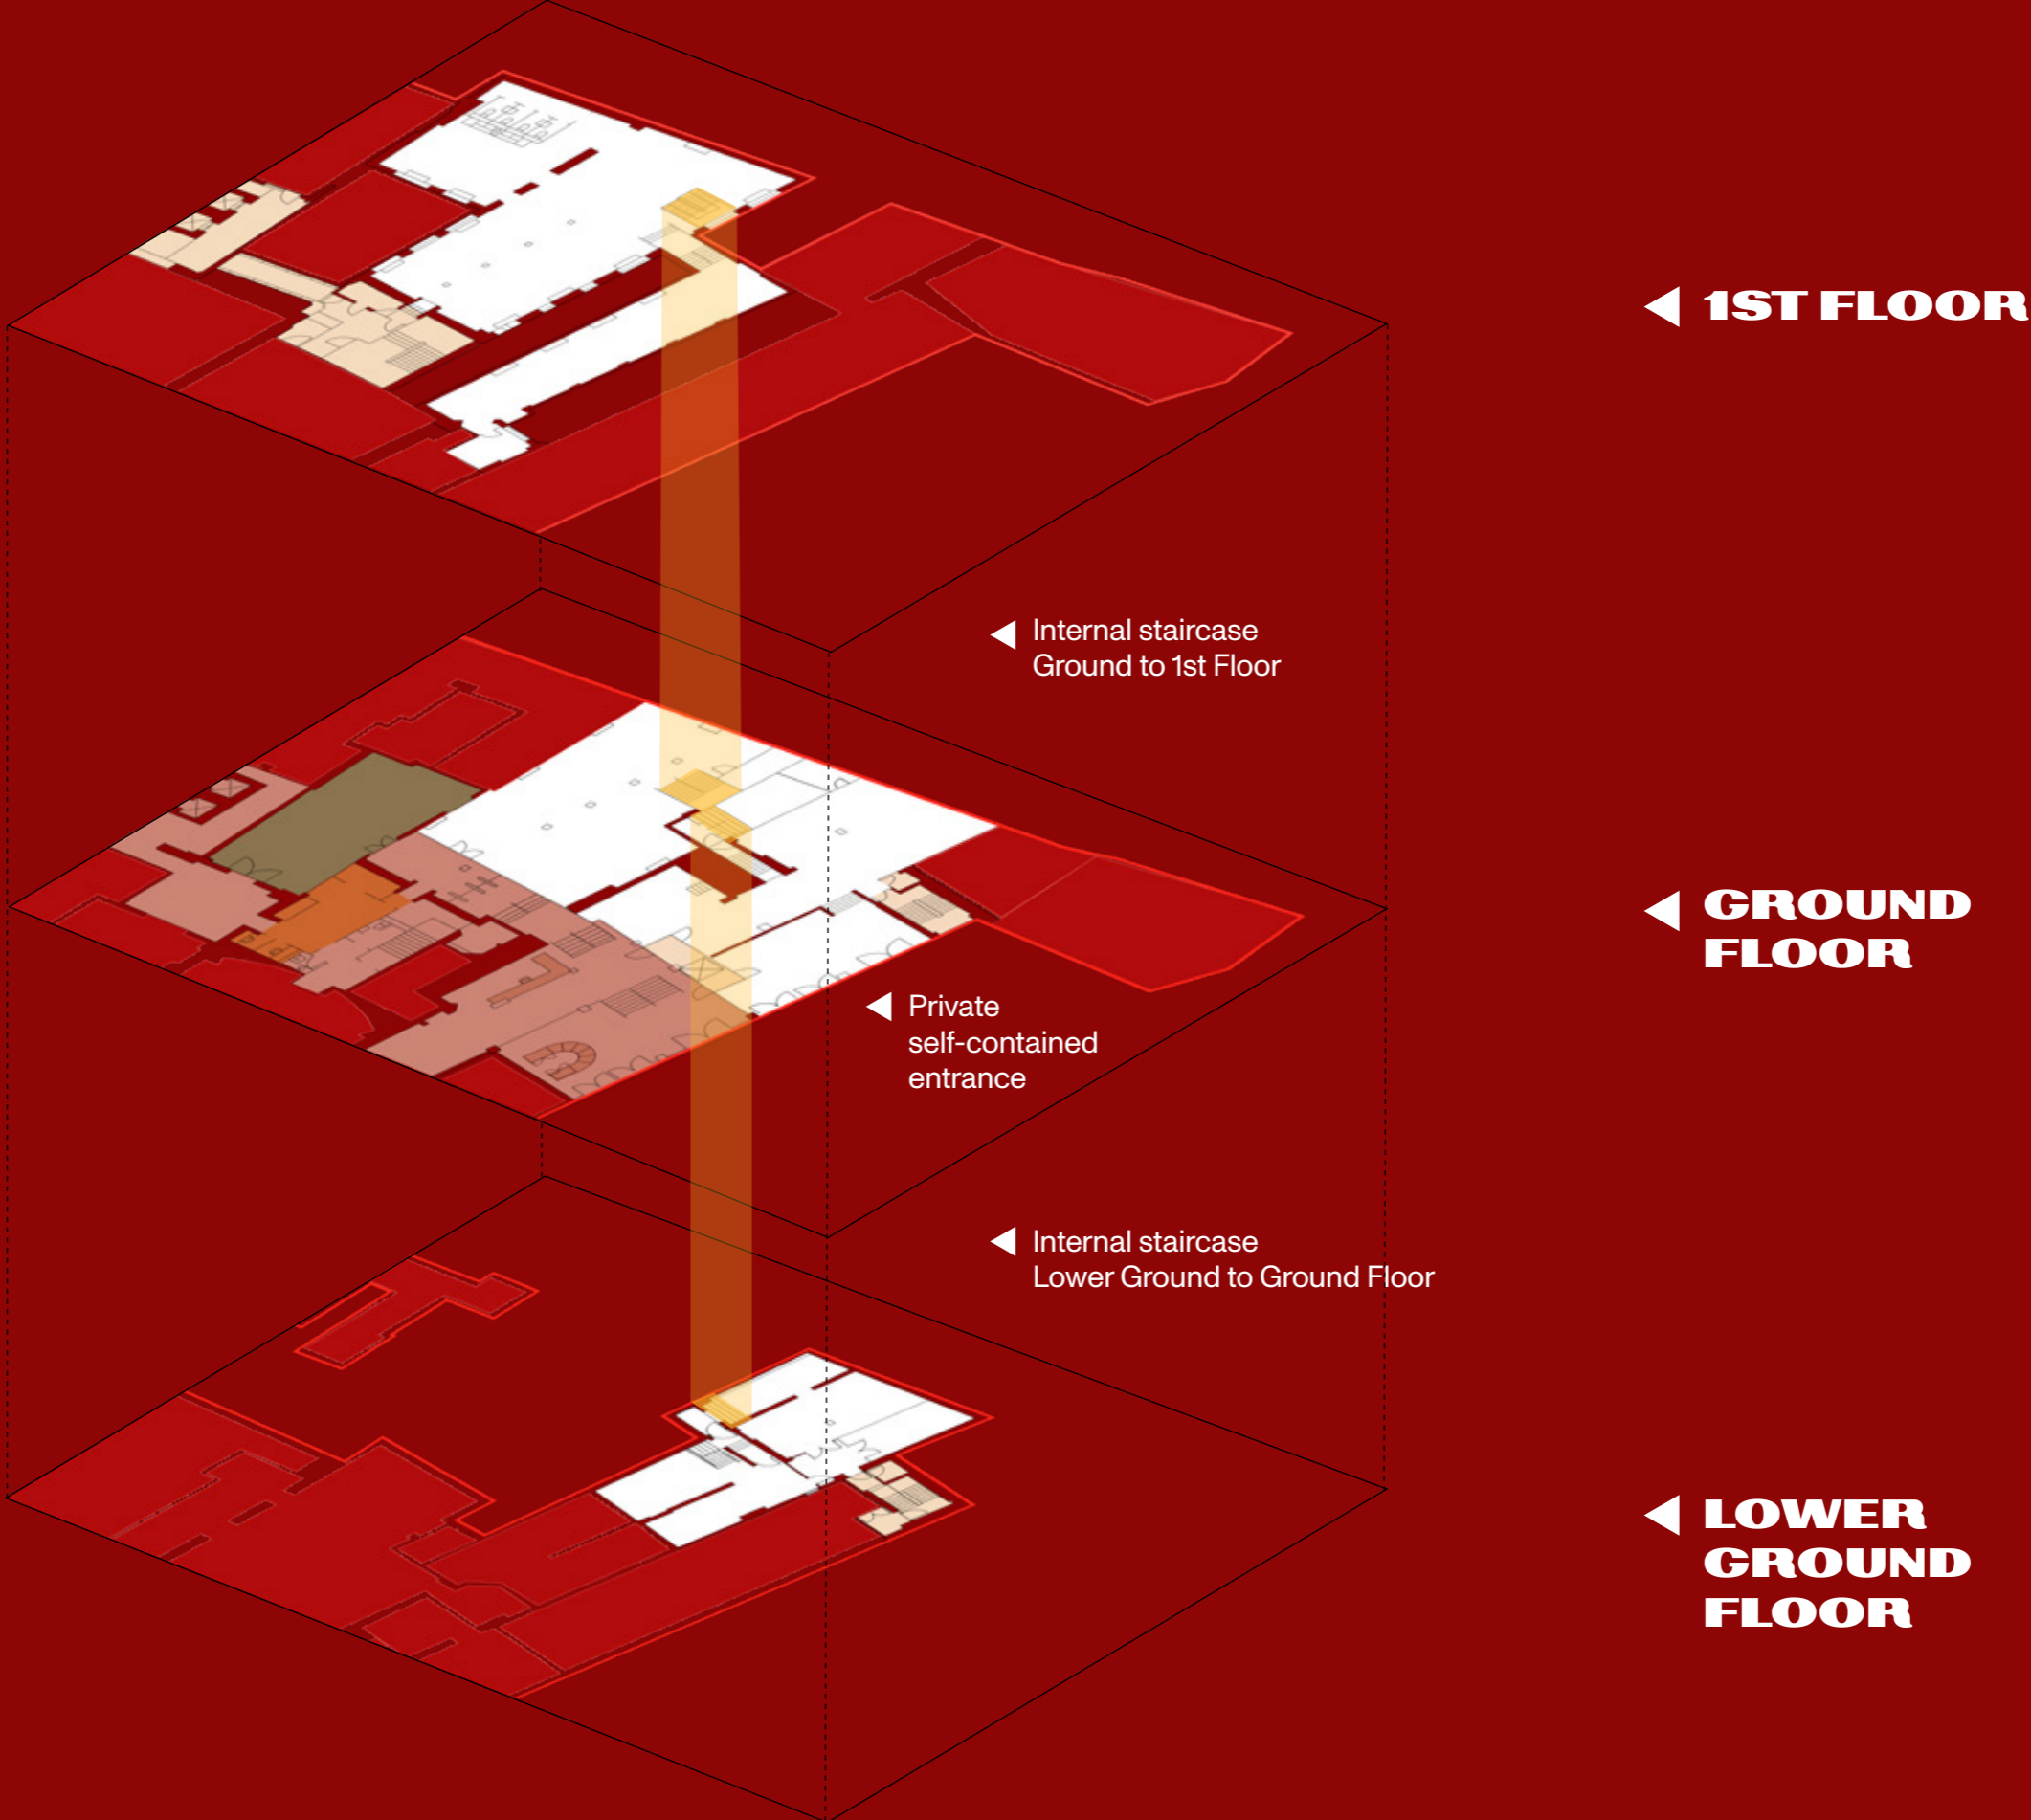 1ST FLOOR
Internal staircase
Ground to 1st Floor
GROUND
FLOOR
Private
self-contained
entrance
Internal staircase
Lower Ground to Ground Floor
LOWER
GROUND
FLOOR